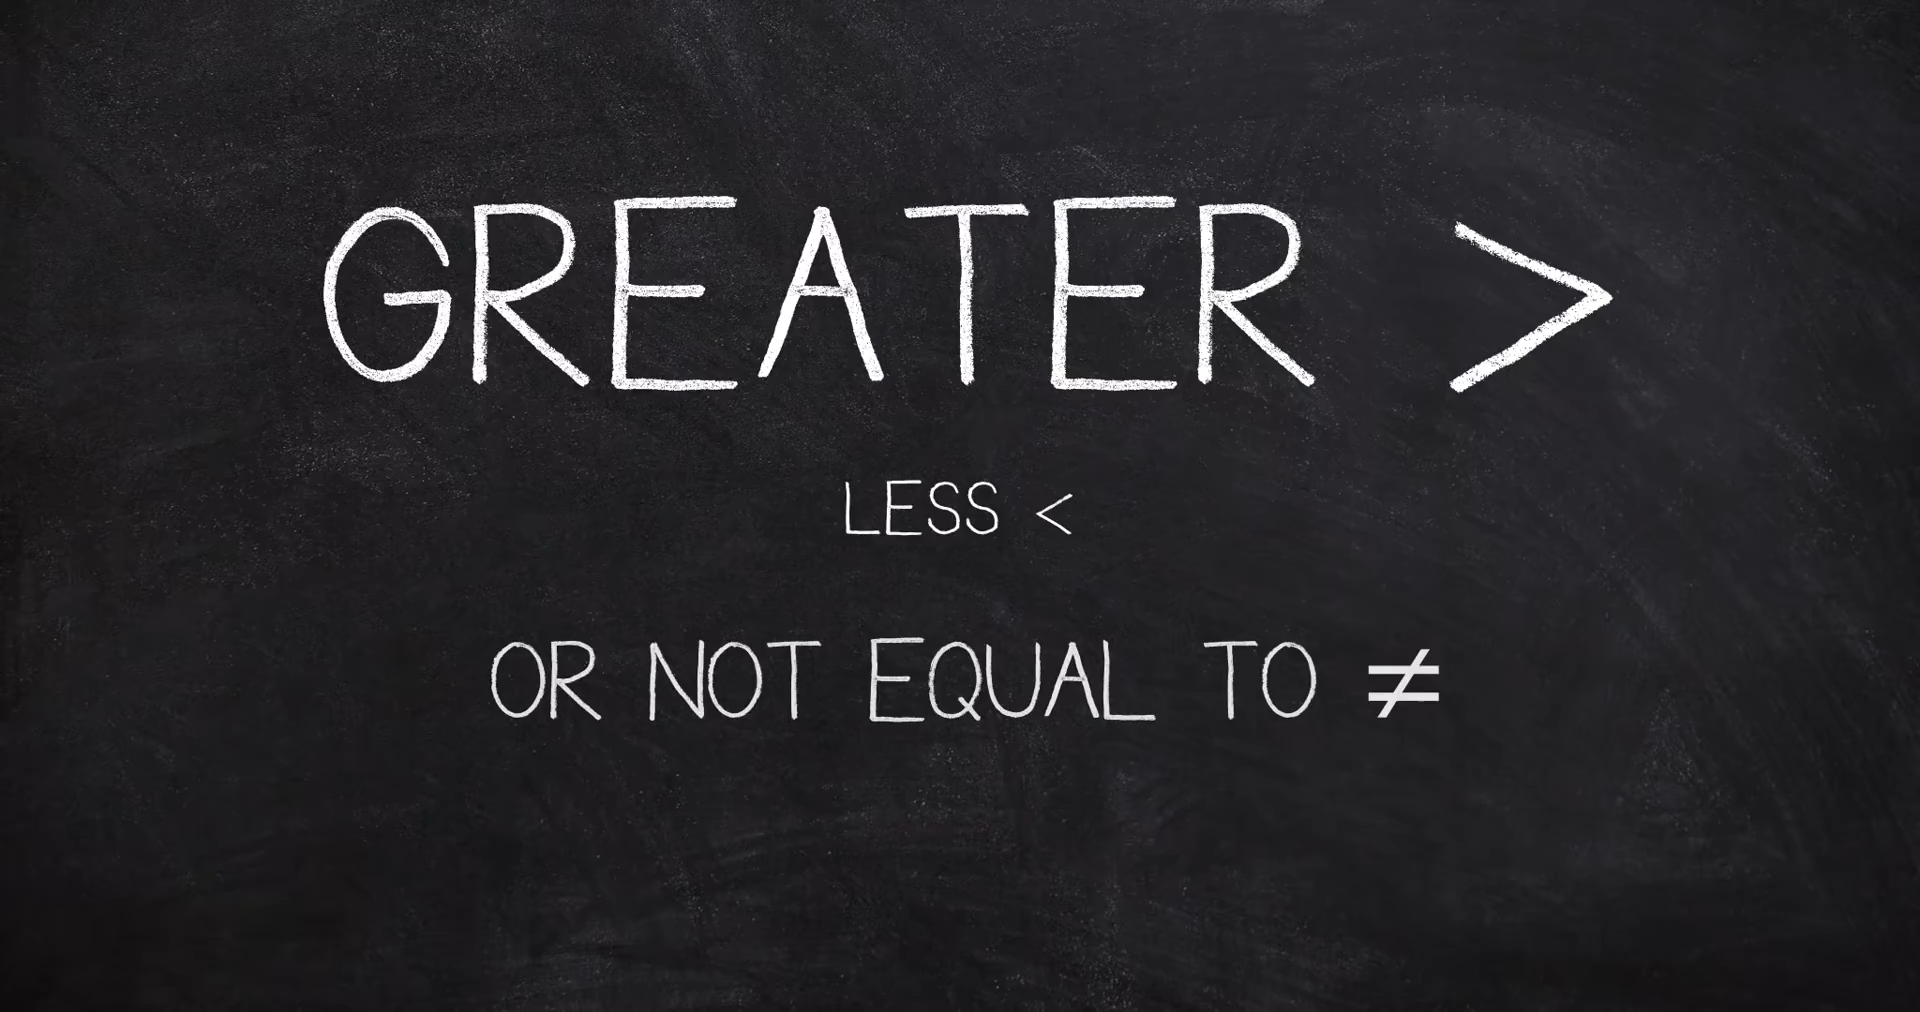 GREATER >
LESS <
OR NOT EQUAL TO ≠